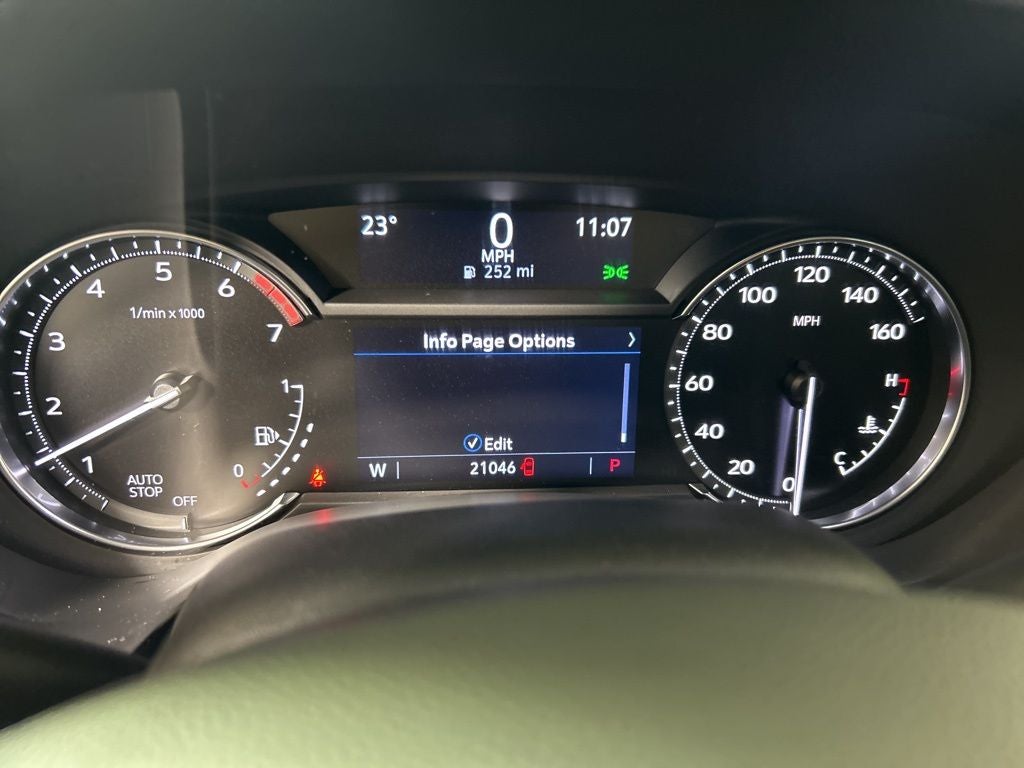 23°
0
11:07
MPH
252 mi
Info Page Options
Edit
W
21046
P
1
2
3
4
5
6
7
1/min x 1000
AUTO
STOP
OFF
1
0
0
20
40
60
80
100
120
140
160
MPH
H
C